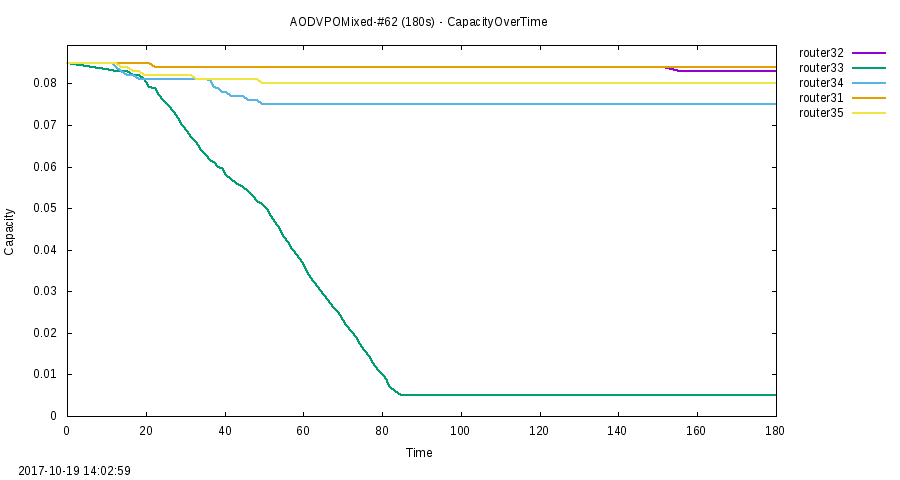 AODVPOMixed-#62 (180s) - CapacityOverTime
router32
router33
router34
router31
router35
0.08
0.07
0.06
0.05
0.04
0.03
0.02
0.01
0
Capacity
0 20 40 60 80 100 120 140 160 180
Time
2017-10-19 14:02:59